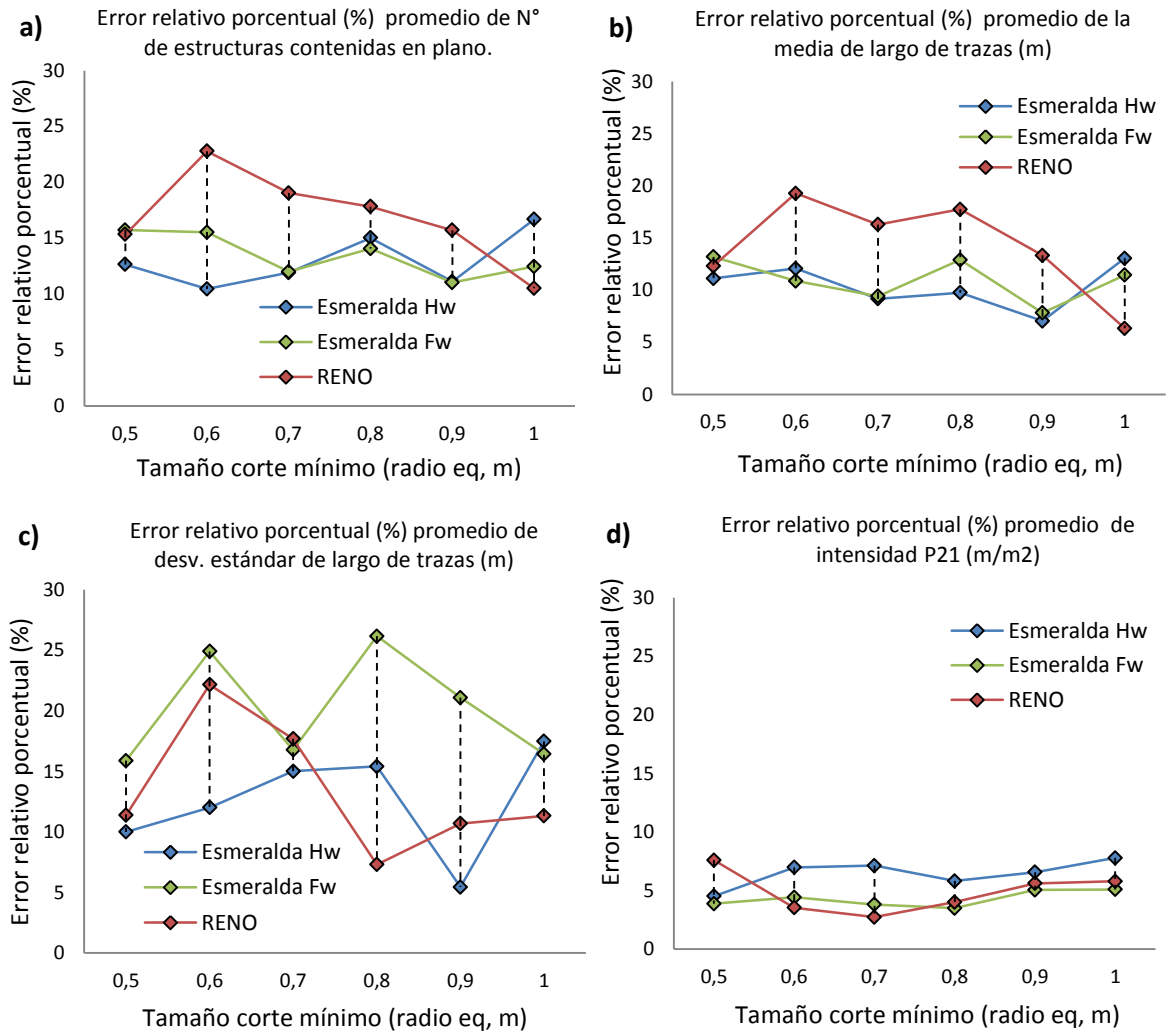 a)
Error relativo porcentual (%) promedio de N°
de estructuras contenidas en plano.
Error relativo porcentual (%)
30
25
20
15
10
5
0
Esmeralda Hw
Esmeralda Fw
RENO
0,5 0,6 0,7 0,8 0,9 1
Tamaño corte mínimo (radio eq, m)
b)
Error relativo porcentual (%) promedio de la
media de largo de trazas (m)
Error relativo porcentual (%)
30
25
20
15
10
5
0
Esmeralda Hw
Esmeralda Fw
RENO
0,5 0,6 0,7 0,8 0,9 1
Tamaño corte mínimo (radio eq, m)
c)
Error relativo porcentual (%) promedio de
desv. estándar de largo de trazas (m)
Error relativo porcentual (%)
30
25
20
15
10
5
0
Esmeralda Hw
Esmeralda Fw
RENO
0,5 0,6 0,7 0,8 0,9 1
Tamaño corte mínimo (radio eq, m)
d)
Error relativo porcentual (%) promedio de
intensidad P21 (m/m2)
Error relativo porcentual (%)
30
25
20
15
10
5
0
Esmeralda Hw
Esmeralda Fw
RENO
0,5 0,6 0,7 0,8 0,9 1
Tamaño corte mínimo (radio eq, m)